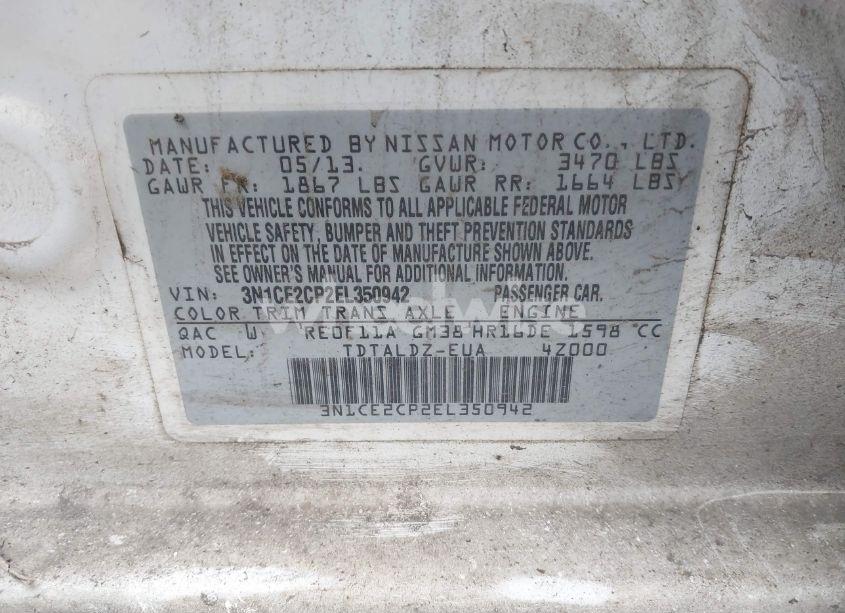 MANUFACTURED BY NISSAN MOTOR CO., LTD.
DATE: 05/13. GVWR: 3470 LBS
GAWR FR: 1867 LBS GAWR RR: 1664 LBS
THIS VEHICLE CONFORMS TO ALL APPLICABLE FEDERAL MOTOR
VEHICLE SAFETY, BUMPER AND THEFT PREVENTION STANDARDS
IN EFFECT ON THE DATE OF MANUFACTURE SHOWN ABOVE.
SEE OWNER'S MANUAL FOR ADDITIONAL INFORMATION.
VIN: 3N1CE2CP2EL350942 PASSENGER CAR.
COLOR TRIM TRANS. AXLE ENGINE
QAC W RE0F11A GM38 HR16DE 1598 CC
MODEL: TDTALDZ-EUA 4Z000
3N1CE2CP2EL350942